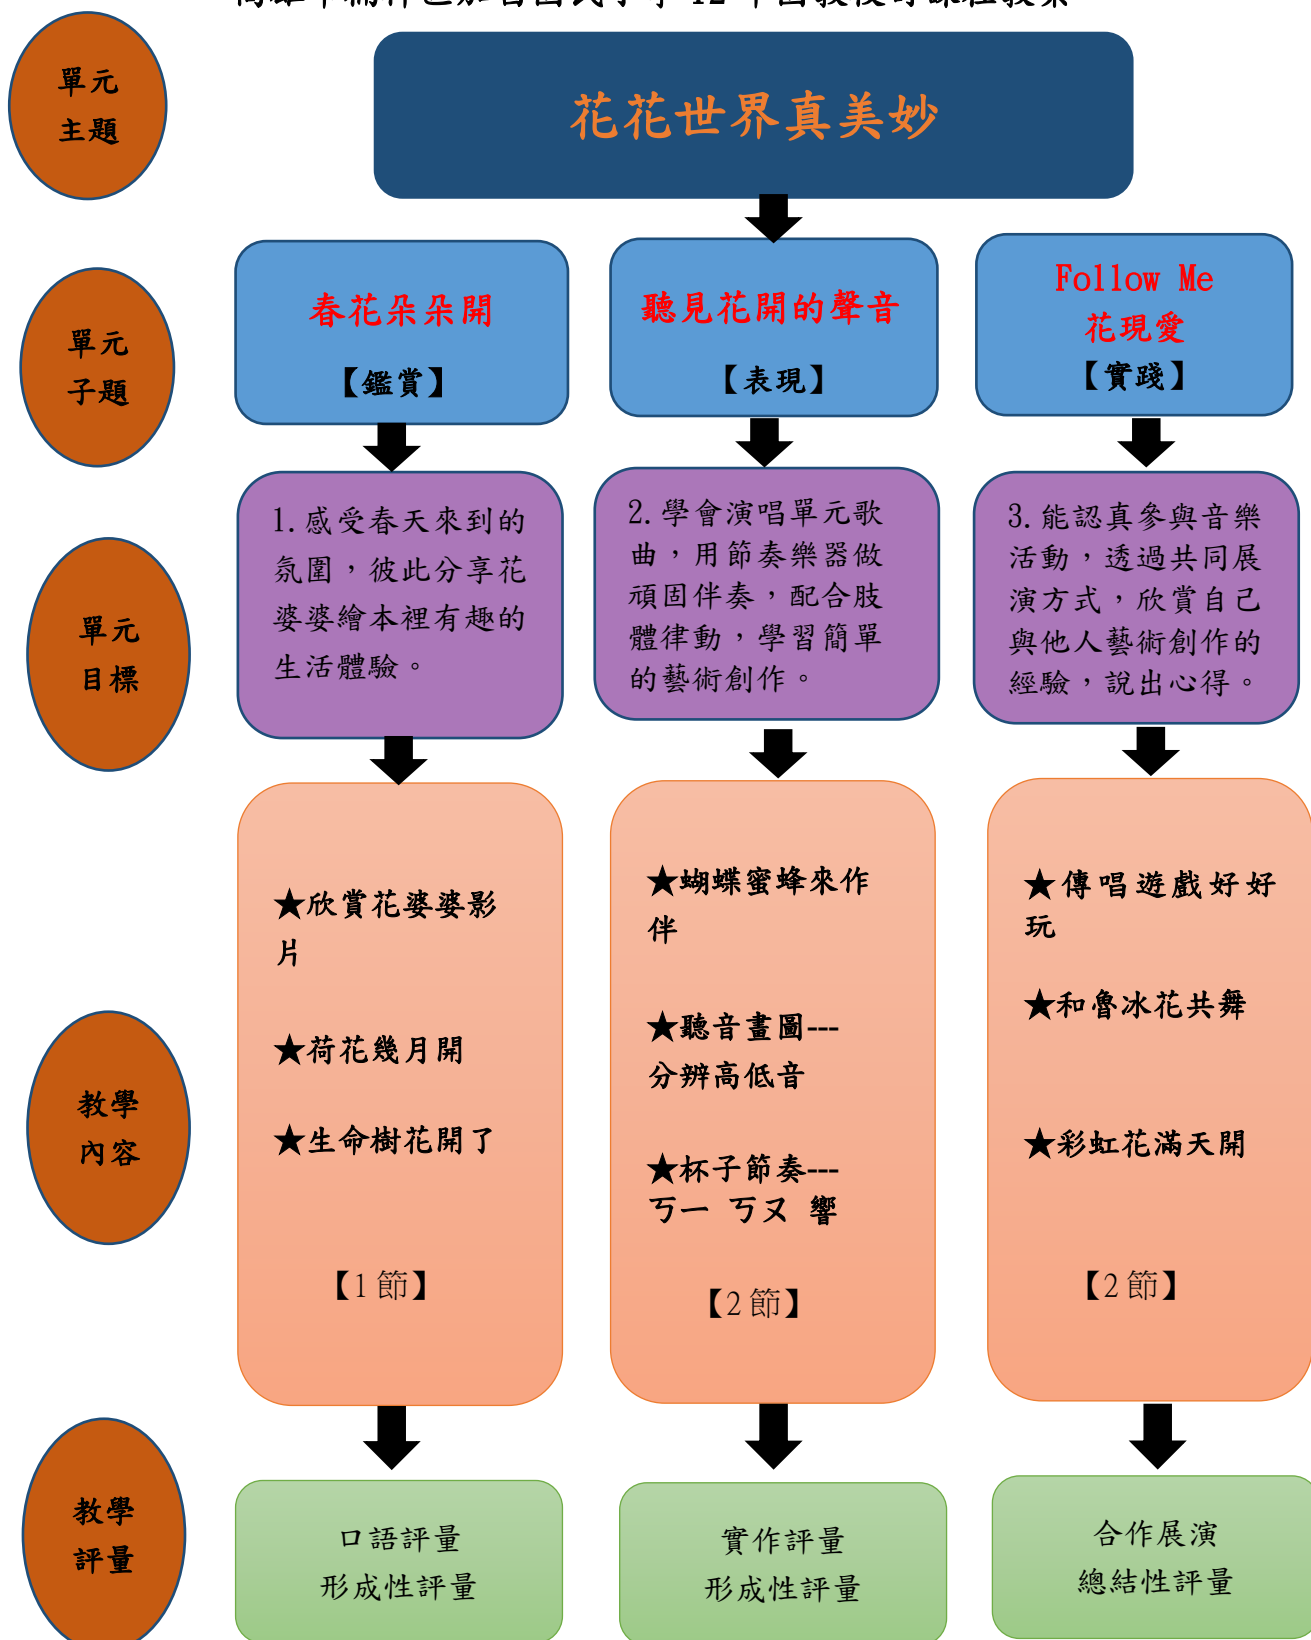 單元
主題
花花世界真美妙
單元
子題
春花朵朵開
【鑑賞】
聽見花開的聲音
【表現】
Follow Me
花現愛
【實踐】
單元
目標
1.感受春天來到的
氛圍，彼此分享花
婆婆繪本裡有趣的
生活體驗。
2.學會演唱單元歌
曲，用節奏樂器做
頑固伴奏，配合肢
體律動，學習簡單
的藝術創作。
3.能認真參與音樂
活動，透過共同展
演方式，欣賞自己
與他人藝術創作的
經驗，說出心得。
教學
內容
★欣賞花婆婆影
片
★荷花幾月開
★生命樹花開了
【1節】
★蝴蝶蜜蜂來作
伴
★聽音畫圖---
分辨高低音
★杯子節奏---
ㄎㄧ ㄎㄡ 響
【2節】
★傳唱遊戲好好
玩
★和魯冰花共舞
★彩虹花滿天開
【2節】
教學
評量
口語評量
形成性評量
實作評量
形成性評量
合作展演
總結性評量